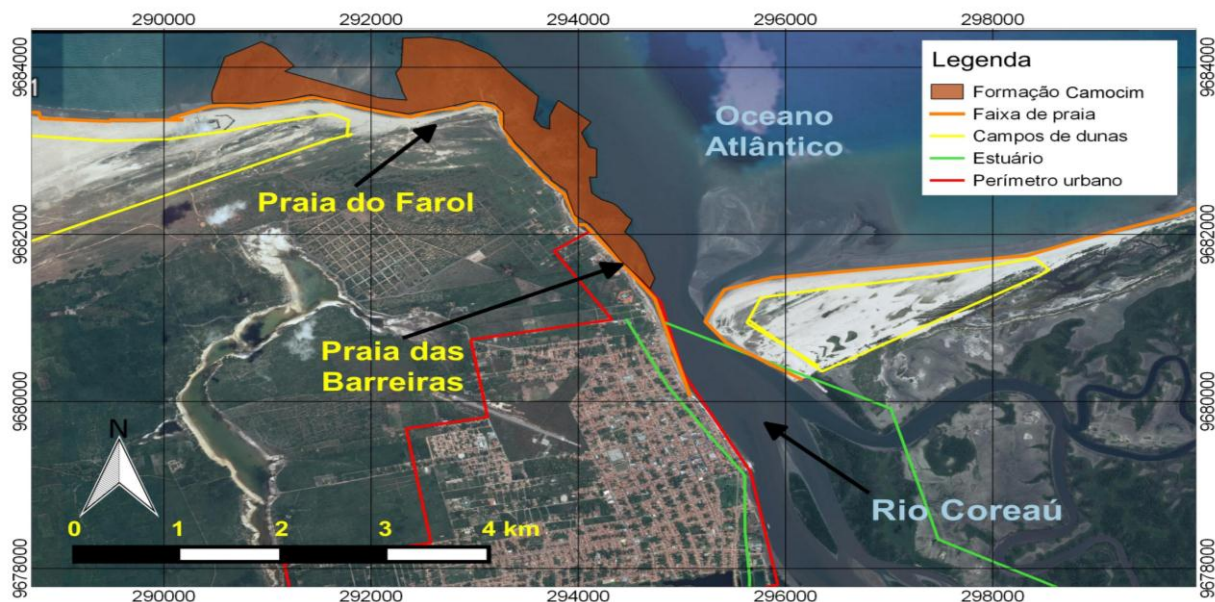 290000
292000
294000
296000
298000
9684000
9684000
1
Legenda
Formação Camocim
Faixa de praia
Campos de dunas
Estuário
Perímetro urbano
Oceano
Atlântico
Praia do Farol
9682000
9682000
Praia das
Barreiras
9680000
9680000
N
Rio Coreaú
0 1 2 3 4 km
9678000
9678000
290000
292000
294000
296000
298000